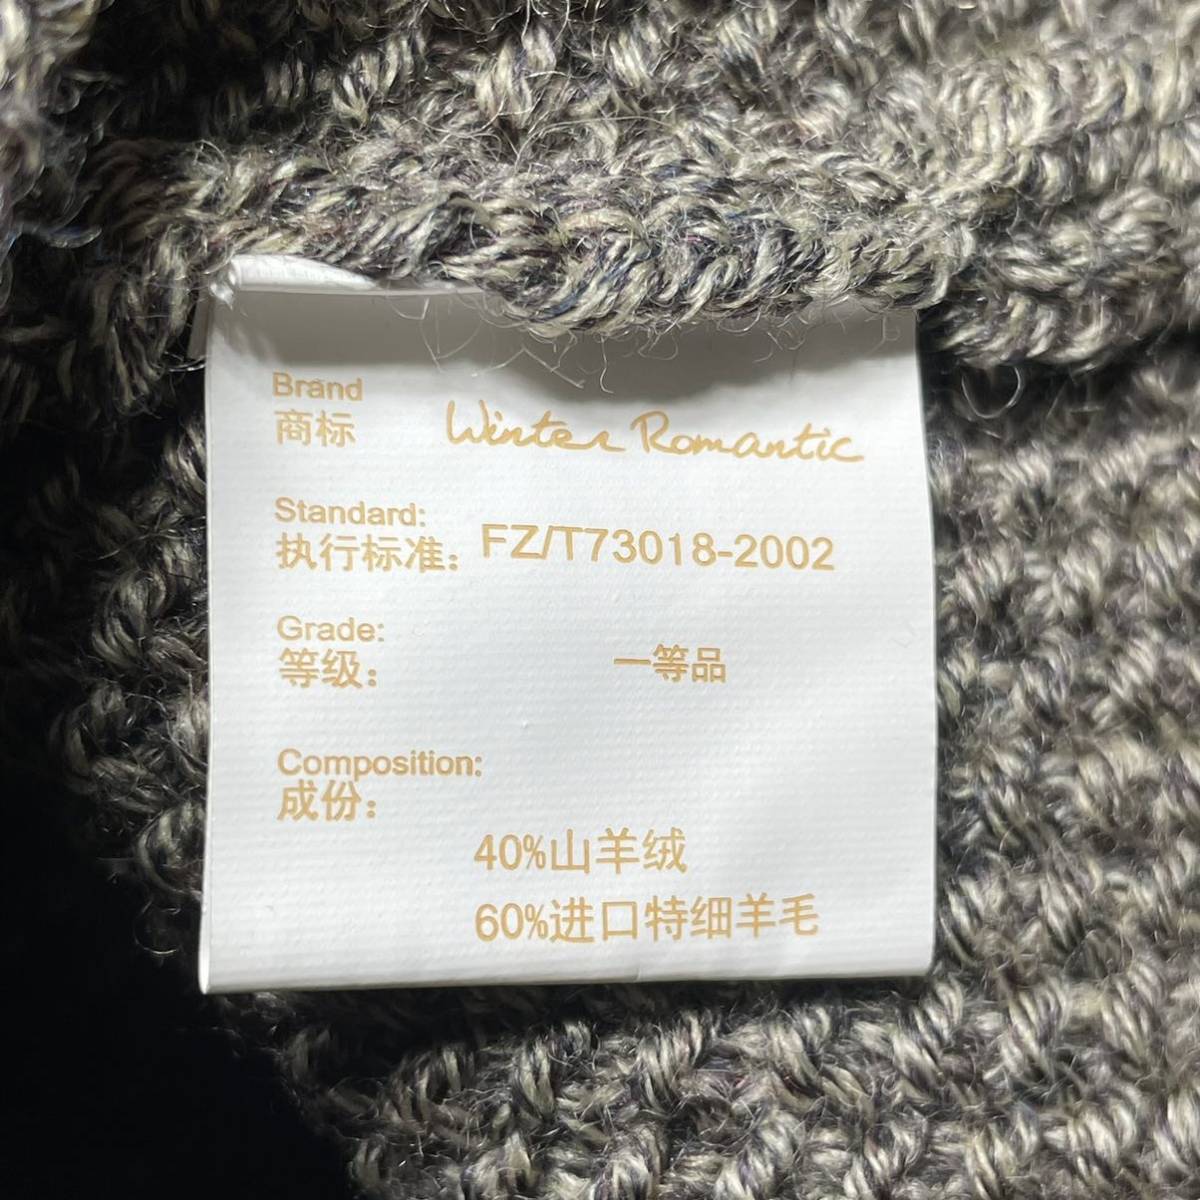 Brand
商标 Winter Romantic
Standard:
执行标准: FZ/T73018-2002
Grade:
等级: 一等品
Composition:
成份:
40%山羊绒
60%进口特细羊毛